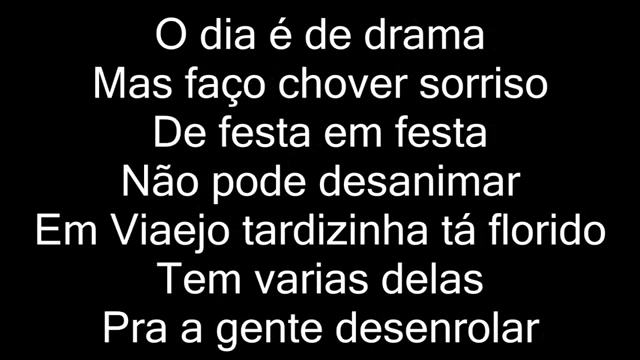 O dia é de drama
Mas faço chover sorriso
De festa em festa
Não pode desanimar
Em Viaejo tardizinha tá florido
Tem varias delas
Pra a gente desenrolar